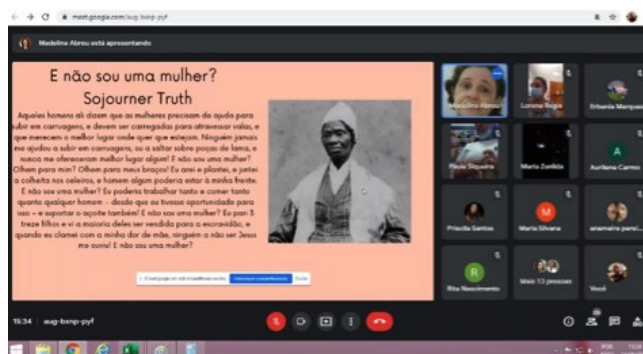 meet.google.com/aug-bxnp-pyf
Madeline Abreu está apresentando
E não sou uma mulher?
Sojourner Truth
Aqueles homens ali dizem que as mulheres precisam de ajuda para
subir em carruagens, e devem ser carregadas para atravessar valas, e
que merecem o melhor lugar onde quer que estejam. Ninguém jamais
me ajudou a subir em carruagens, ou a saltar sobre poças de lama, e
nunca me ofereceram melhor lugar algum! E não sou uma mulher?
Olhem para mim? Olhem para meus braços! Eu arei e plantei, e juntei
a colheita nos celeiros, e homem algum poderia estar à minha frente.
E não sou uma mulher? Eu poderia trabalhar tanto e comer tanto
quanto qualquer homem – desde que eu tivesse oportunidade para
isso – e suportar o açoite também! E não sou uma mulher? Eu pari 3
treze filhos e vi a maioria deles ser vendida para a escravidão, e
quando eu clamei com a minha dor de mãe, ninguém a não ser Jesus
me ouviu! E não sou uma mulher?
Madeline Abreu
Lorena Regia
Erbenia Marques
Paula Siqueira
Maria Zenilda
A
Aurilene Carmo
Priscila Santos
M
Maria Silvana
R
Rita Nascimento
Mais 13 pessoas
Você
15:34 aug-bxnp-pyf
POR